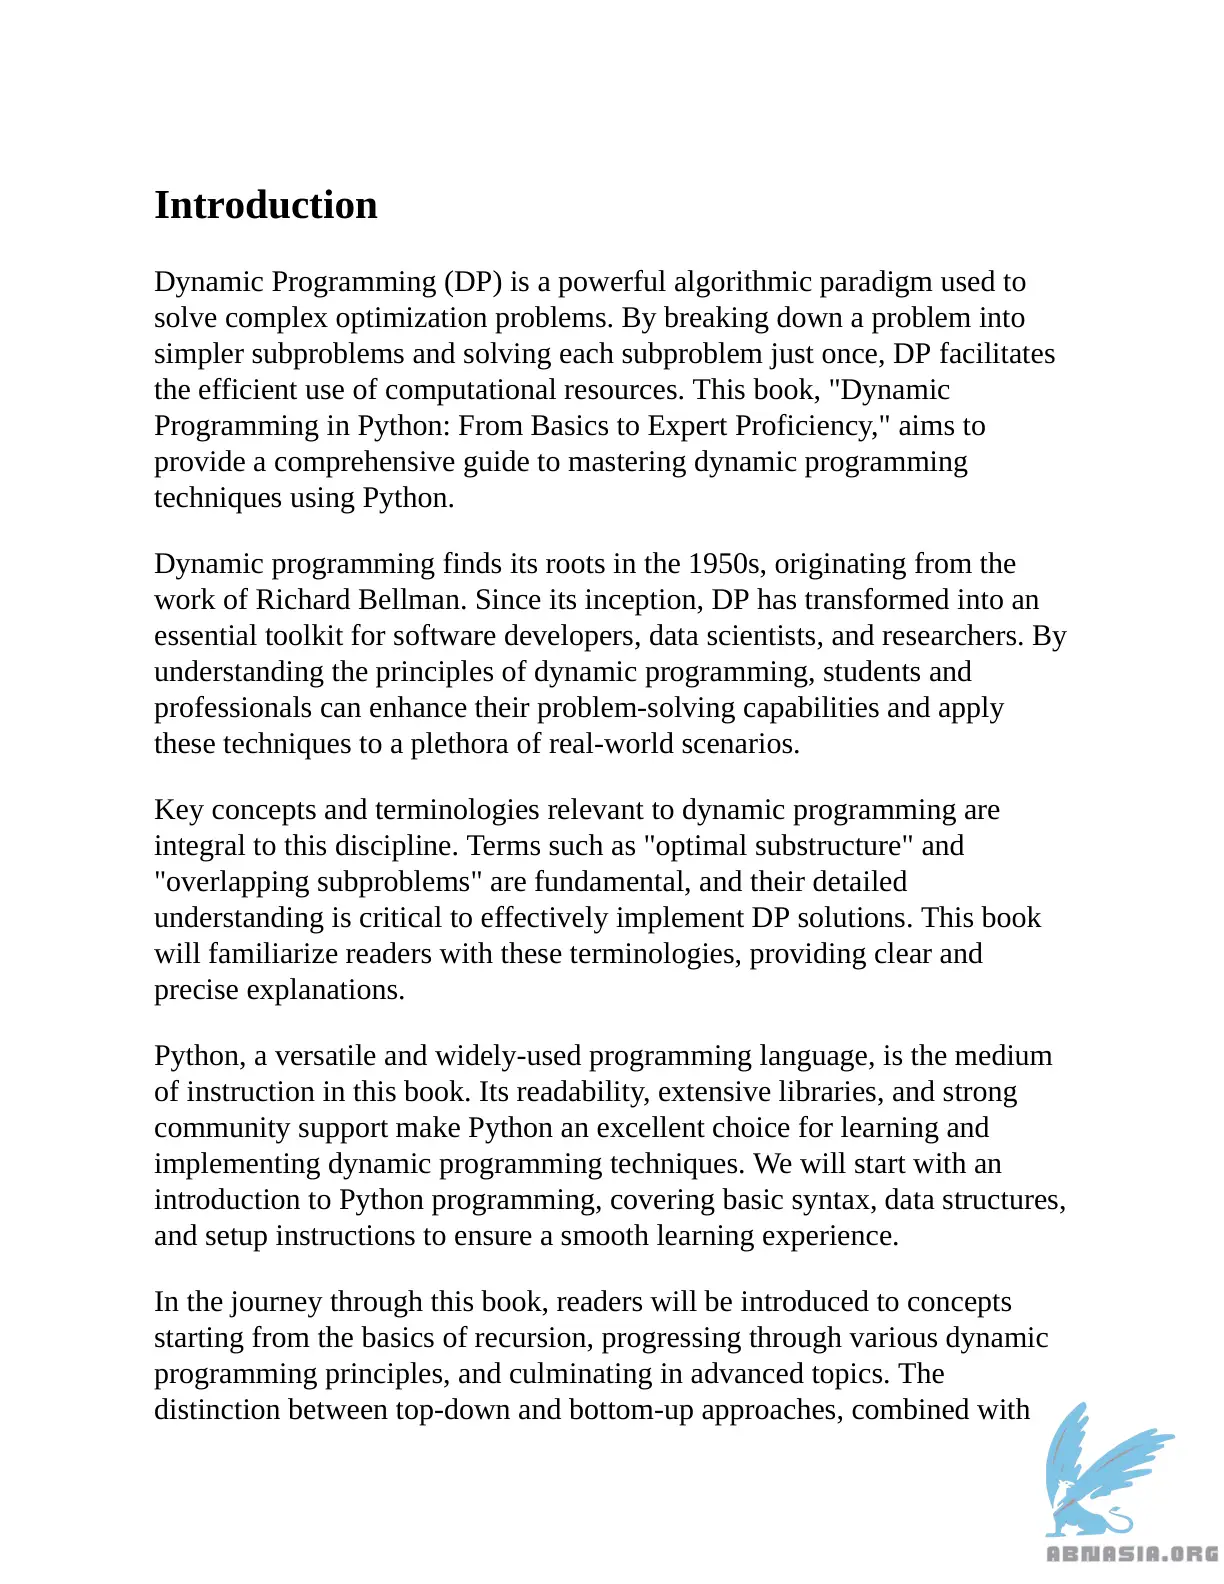 Introduction
Dynamic Programming (DP) is a powerful algorithmic paradigm used to
solve complex optimization problems. By breaking down a problem into
simpler subproblems and solving each subproblem just once, DP facilitates
the efficient use of computational resources. This book, "Dynamic
Programming in Python: From Basics to Expert Proficiency," aims to
provide a comprehensive guide to mastering dynamic programming
techniques using Python.
Dynamic programming finds its roots in the 1950s, originating from the
work of Richard Bellman. Since its inception, DP has transformed into an
essential toolkit for software developers, data scientists, and researchers. By
understanding the principles of dynamic programming, students and
professionals can enhance their problem-solving capabilities and apply
these techniques to a plethora of real-world scenarios.
Key concepts and terminologies relevant to dynamic programming are
integral to this discipline. Terms such as "optimal substructure" and
"overlapping subproblems" are fundamental, and their detailed
understanding is critical to effectively implement DP solutions. This book
will familiarize readers with these terminologies, providing clear and
precise explanations.
Python, a versatile and widely-used programming language, is the medium
of instruction in this book. Its readability, extensive libraries, and strong
community support make Python an excellent choice for learning and
implementing dynamic programming techniques. We will start with an
introduction to Python programming, covering basic syntax, data structures,
and setup instructions to ensure a smooth learning experience.
In the journey through this book, readers will be introduced to concepts
starting from the basics of recursion, progressing through various dynamic
programming principles, and culminating in advanced topics. The
distinction between top-down and bottom-up approaches, combined with
ABNASIA.ORG